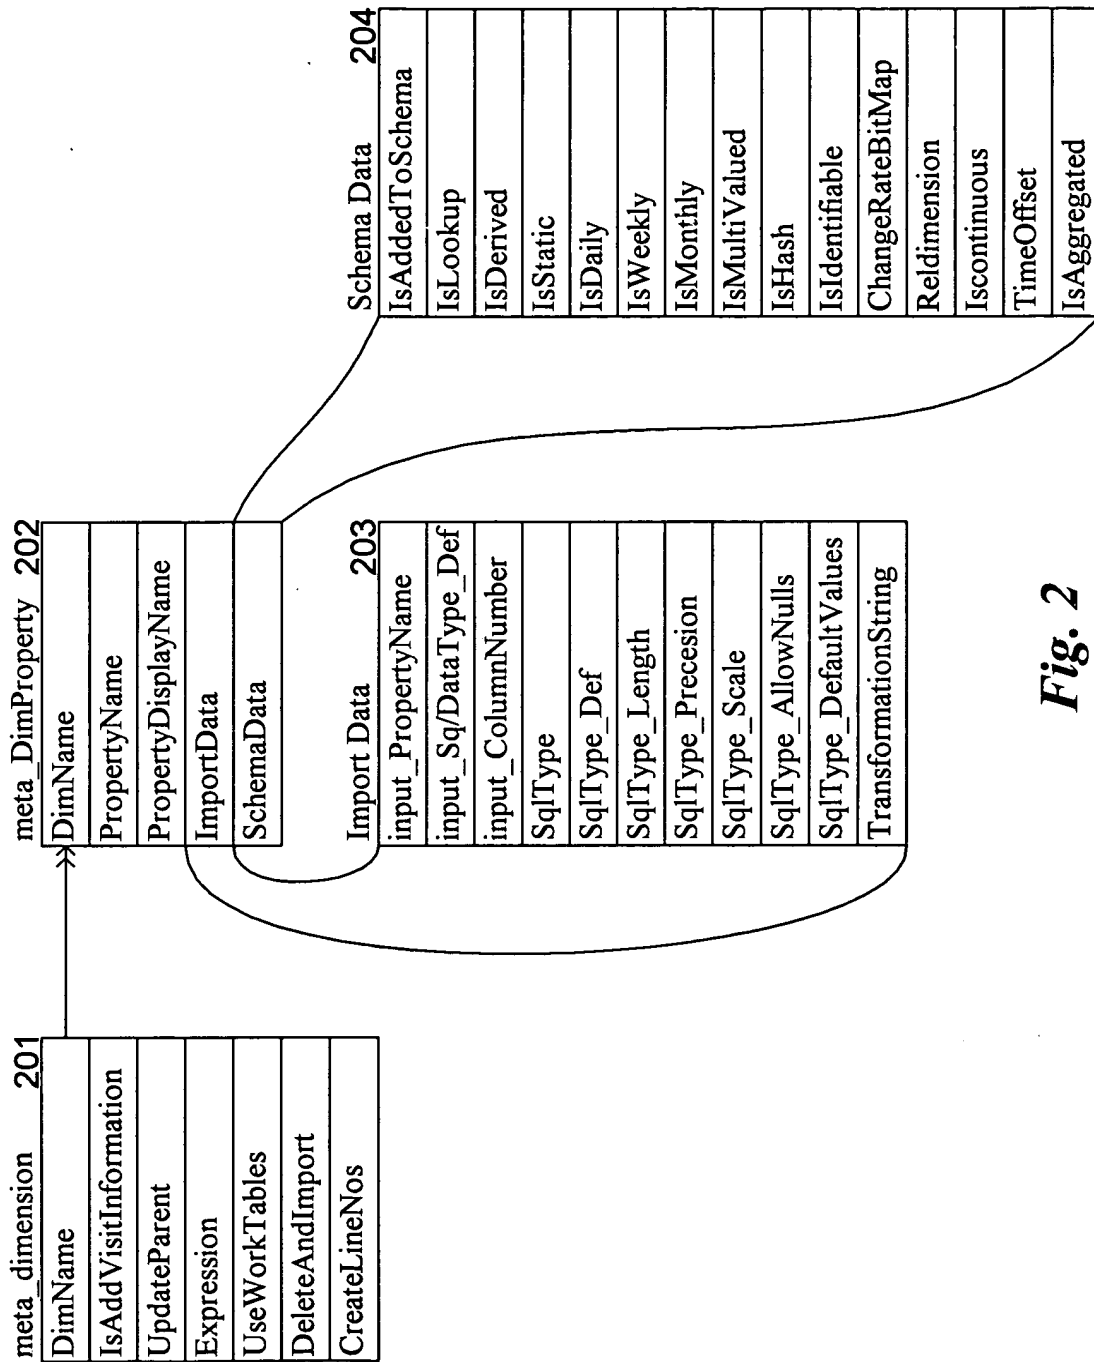 meta_dimension 201
DimName
IsAddVisitInformation
UpdateParent
Expression
UseWorkTables
DeleteAndImport
CreateLineNos
meta_DimProperty 202
DimName
PropertyName
PropertyDisplayName
ImportData
SchemaData
Import Data 203
input_PropertyName
input_Sq/DataType_Def
input_ColumnNumber
SqlType
SqlType_Def
SqlType_Length
SqlType_Precesion
SqlType_Scale
SqlType_AllowNulls
SqlType_DefaultValues
TransformationString
Schema Data 204
IsAddedToSchema
IsLookup
IsDerived
IsStatic
IsDaily
IsWeekly
IsMonthly
IsMultiValued
IsHash
IsIdentifiable
ChangeRateBitMap
Reldimension
Iscontinuous
TimeOffset
IsAggregated
Fig. 2